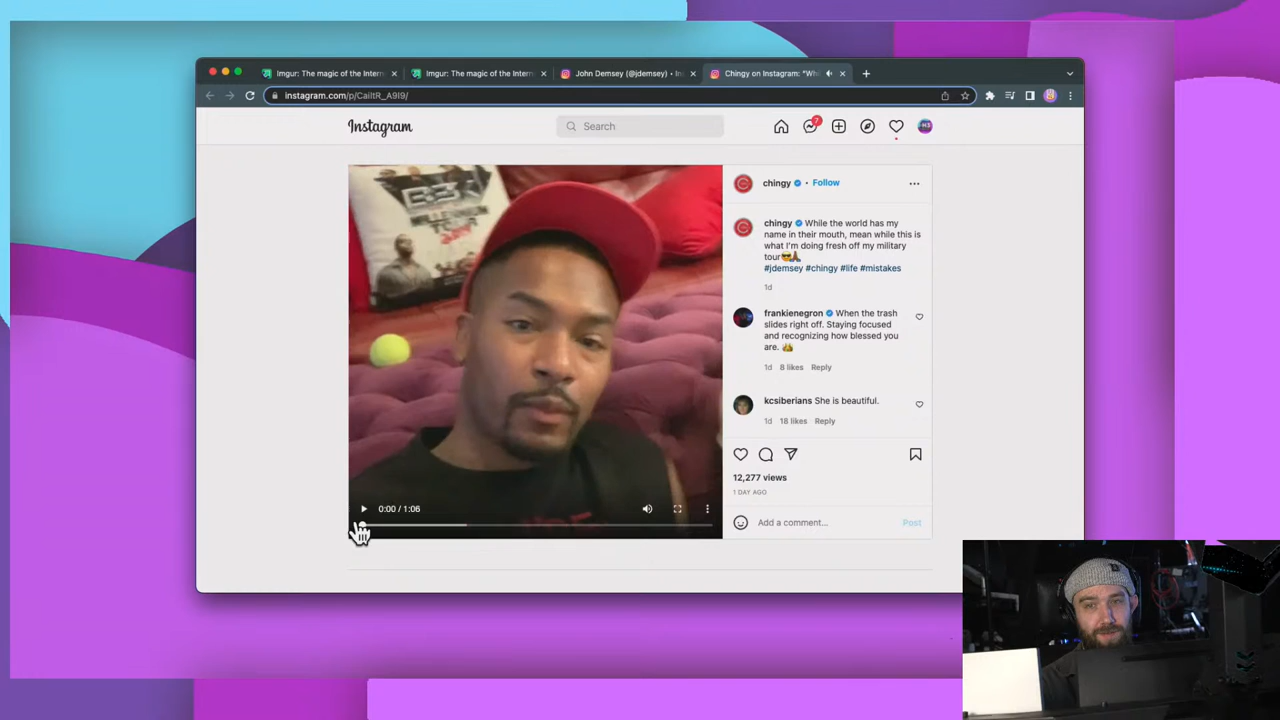 Imgur: The magic of the Intern
Imgur: The magic of the Intern
John Demsey (@jdemsey) • In
Chingy on Instagram: "Whi
instagram.com/p/CailtR_A9I9/
Instagram
Search
7
chingy • Follow
chingy While the world has my
name in their mouth, mean while this is
what I'm doing fresh off my military
tour😎🙏🏾
#jdemsey #chingy #life #mistakes
1d
frankienegron When the trash
slides right off. Staying focused
and recognizing how blessed you
are.
1d 8 likes Reply
kcsiberians She is beautiful.
1d 18 likes Reply
12,277 views
1 DAY AGO
Add a comment...
Post
0:00 / 1:06